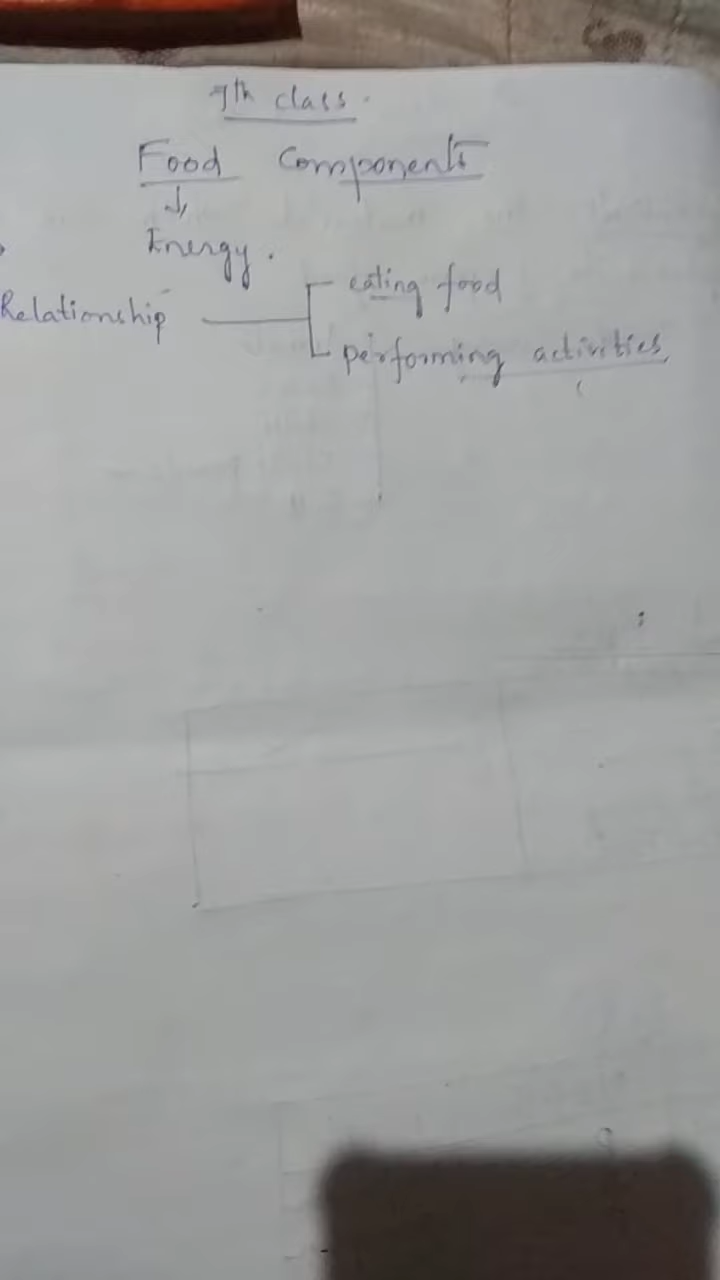 7th class.
Food Components
↓
Energy.
Relationship
eating food
performing activities,